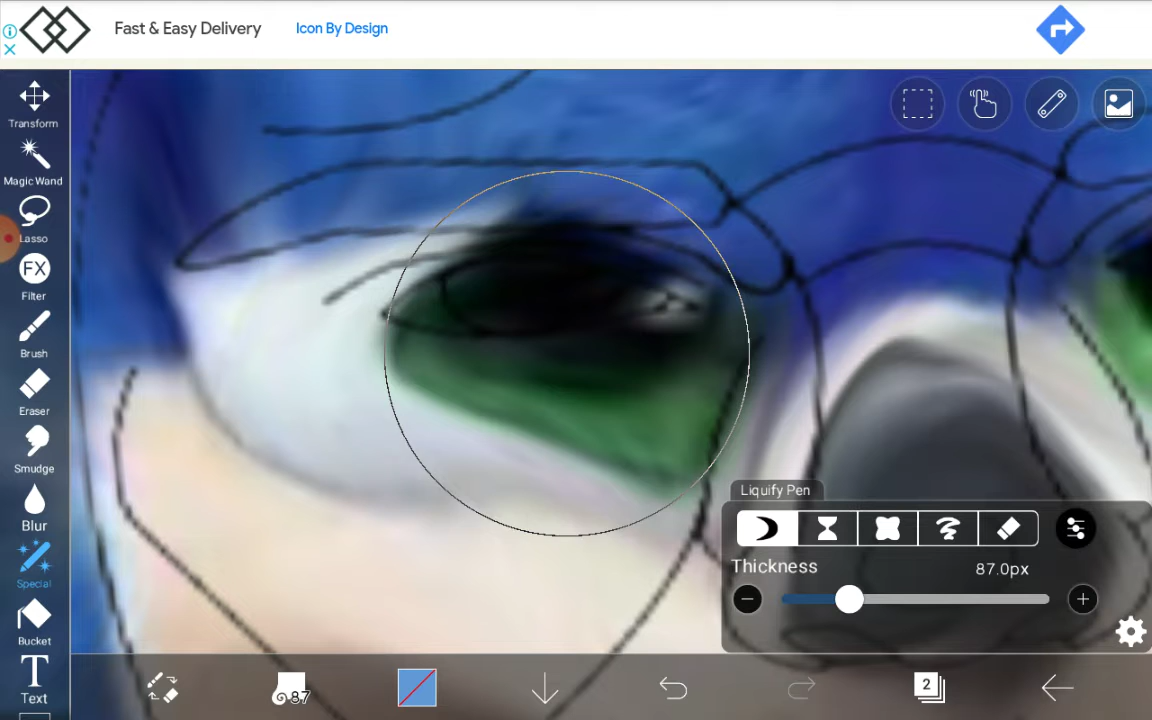 Fast & Easy Delivery
Icon By Design
Transform
Magic Wand
Lasso
FX
Filter
Brush
Eraser
Smudge
Blur
Special
Bucket
T
Text
Liquify Pen
Thickness
87.0px
87
2